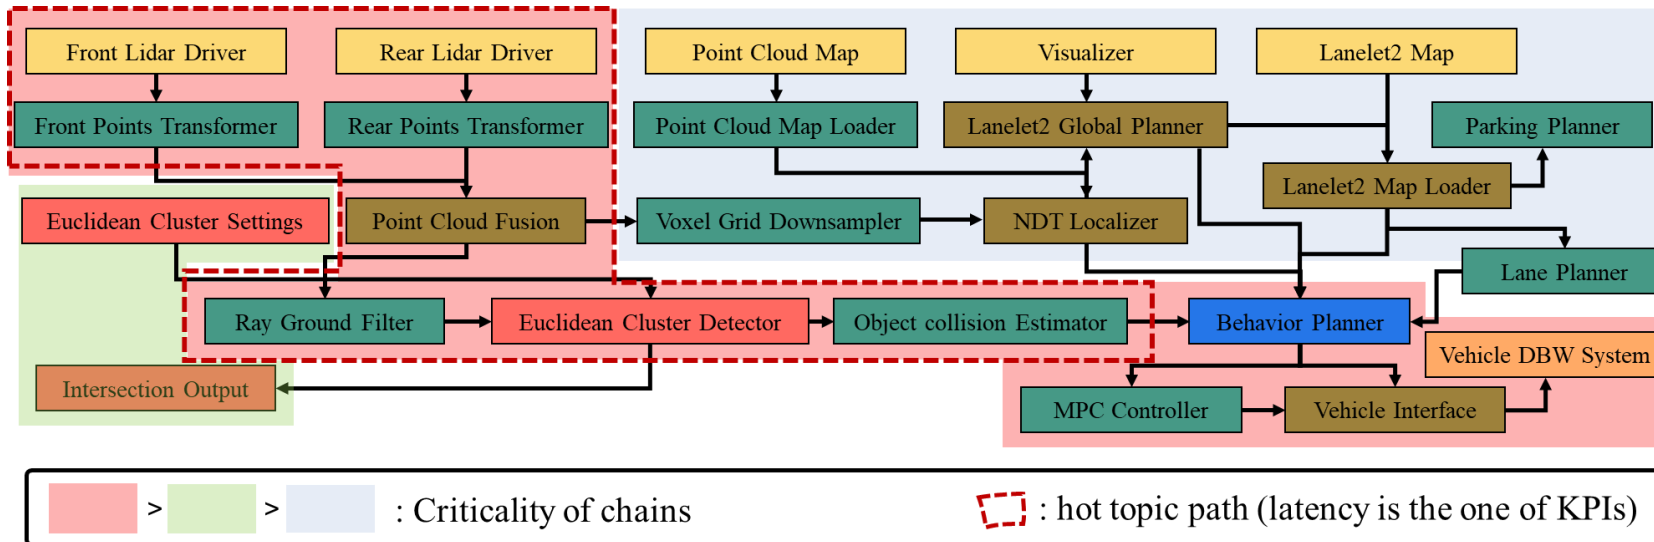 Front Lidar Driver
Rear Lidar Driver
Point Cloud Map
Visualizer
Lanelet2 Map
Front Points Transformer
Rear Points Transformer
Point Cloud Map Loader
Lanelet2 Global Planner
Parking Planner
Lanelet2 Map Loader
Euclidean Cluster Settings
Point Cloud Fusion
Voxel Grid Downsampler
NDT Localizer
Lane Planner
Ray Ground Filter
Euclidean Cluster Detector
Object collision Estimator
Behavior Planner
Vehicle DBW System
Intersection Output
MPC Controller
Vehicle Interface
> > : Criticality of chains
: hot topic path (latency is the one of KPIs)